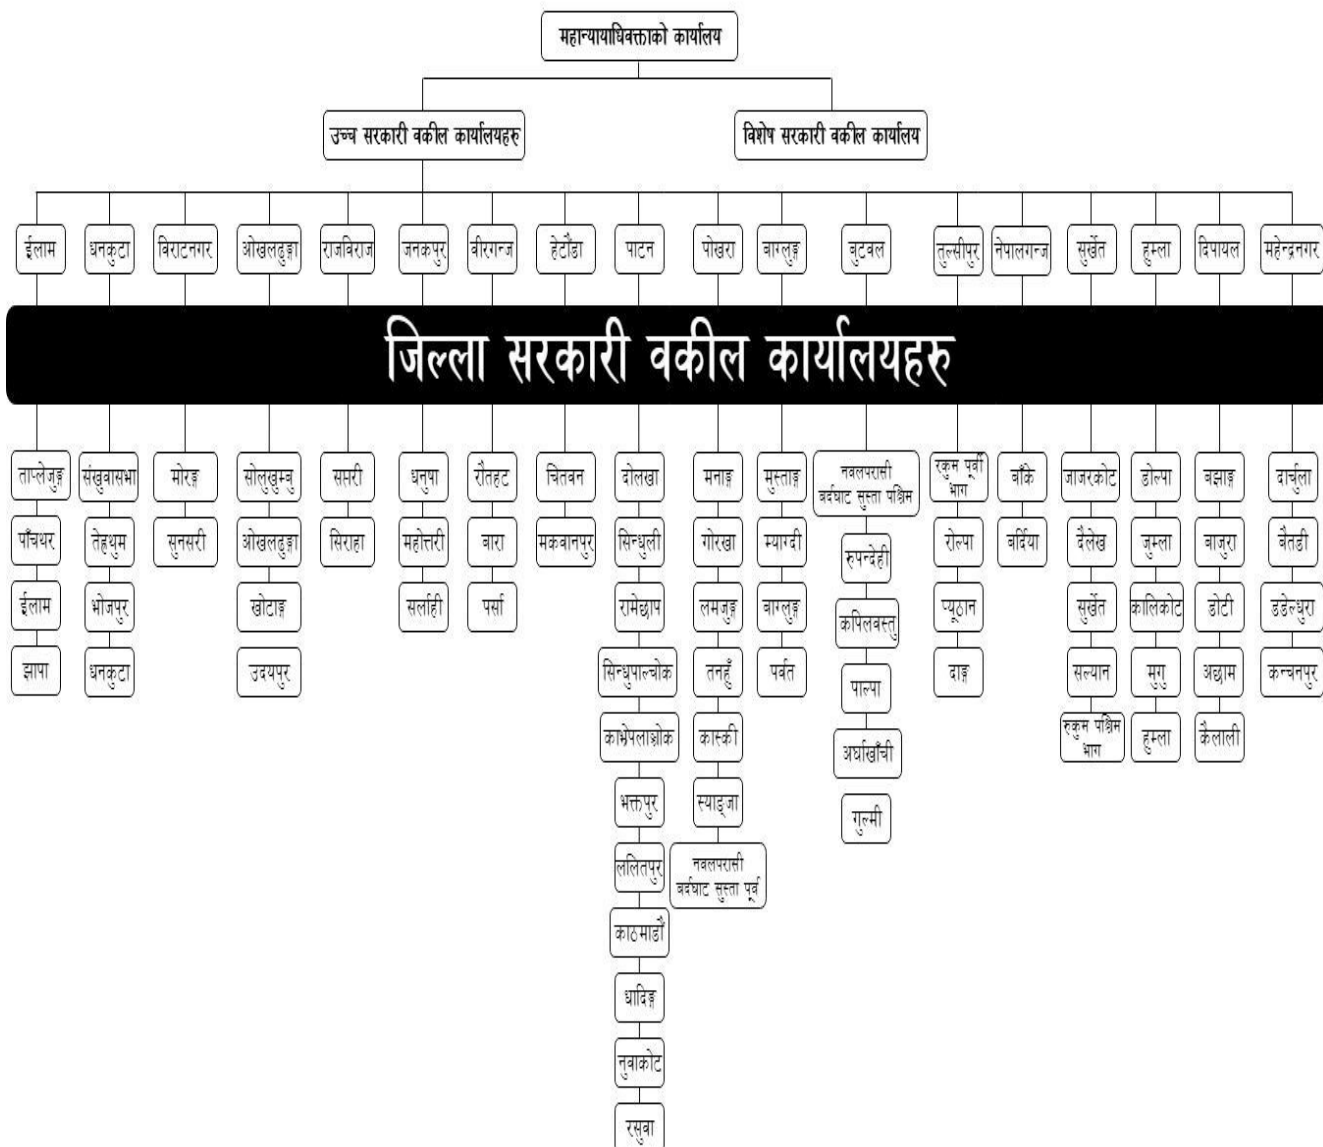 महान्यायाधिवक्ताको कार्यालय
उच्च सरकारी वकील कार्यालयहरु
विशेष सरकारी वकील कार्यालय
ईलाम
धनकुटा
विराटनगर
ओखलढुङ्गा
राजविराज
जनकपुर
वीरगन्ज
हेटौंडा
पाटन
पोखरा
बाग्लुङ्ग
बुटवल
तुल्सीपुर
नेपालगन्ज
सुर्खेत
हुम्ला
दिपायल
महेन्द्रनगर
जिल्ला सरकारी वकील कार्यालयहरु
ताप्लेजुङ्ग
पाँचथर
ईलाम
झापा
संखुवासभा
तेह्रथुम
भोजपुर
धनकुटा
मोरङ्ग
सुनसरी
सोलुखुम्बु
ओखलढुङ्गा
खोटाङ्ग
उदयपुर
सप्तरी
सिराहा
धनुषा
महोत्तरी
सर्लाही
रौतहट
बारा
पर्सा
चितवन
मकवानपुर
दोलखा
सिन्धुली
रामेछाप
सिन्धुपाल्चोक
काभ्रेपलाञ्चोक
भक्तपुर
ललितपुर
काठमाडौं
धादिङ्ग
नुवाकोट
रसुवा
मनाङ्ग
गोरखा
लमजुङ्ग
तनहुँ
कास्की
स्याङ्जा
नवलपरासी
बर्दघाट सुस्ता पूर्व
मुस्ताङ्ग
म्याग्दी
बाग्लुङ्ग
पर्वत
नवलपरासी
बर्दघाट सुस्ता पश्चिम
रुपन्देही
कपिलवस्तु
पाल्पा
अर्घाखाँची
गुल्मी
रकुम पूर्वी
भाग
रोल्पा
प्यूठान
दाङ्ग
बाँके
बर्दिया
जाजरकोट
दैलेख
सुर्खेत
सल्यान
रुकुम पश्चिम
भाग
डोल्पा
जुम्ला
कालिकोट
मुगु
हुम्ला
बझाङ्ग
बाजुरा
डोटी
अछाम
कैलाली
दार्चुला
बैतडी
डडेल्धुरा
कन्चनपुर